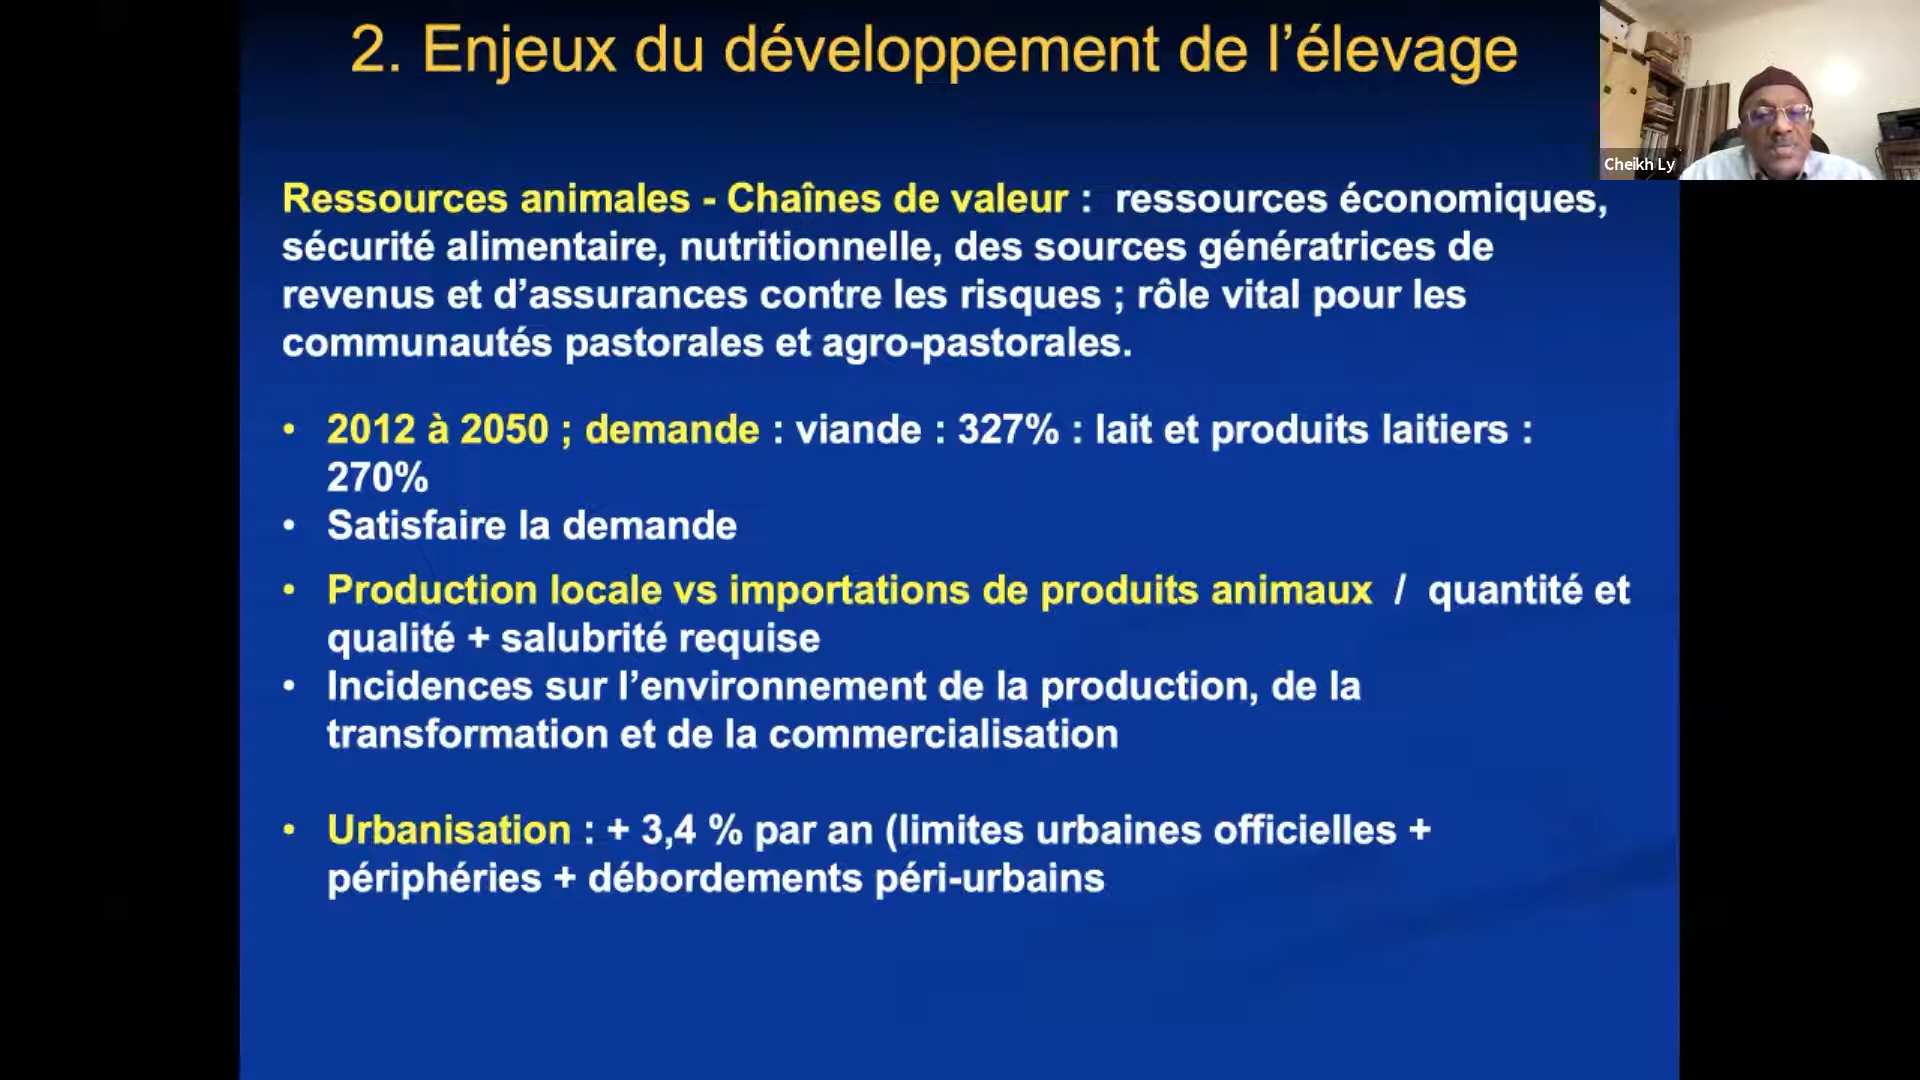 2. Enjeux du développement de l’élevage
Cheikh Ly
Ressources animales - Chaînes de valeur : ressources économiques,
sécurité alimentaire, nutritionnelle, des sources génératrices de
revenus et d’assurances contre les risques ; rôle vital pour les
communautés pastorales et agro-pastorales.
• 2012 à 2050 ; demande : viande : 327% : lait et produits laitiers :
270%
• Satisfaire la demande
• Production locale vs importations de produits animaux / quantité et
qualité + salubrité requise
• Incidences sur l’environnement de la production, de la
transformation et de la commercialisation
• Urbanisation : + 3,4 % par an (limites urbaines officielles +
périphéries + débordements péri-urbains